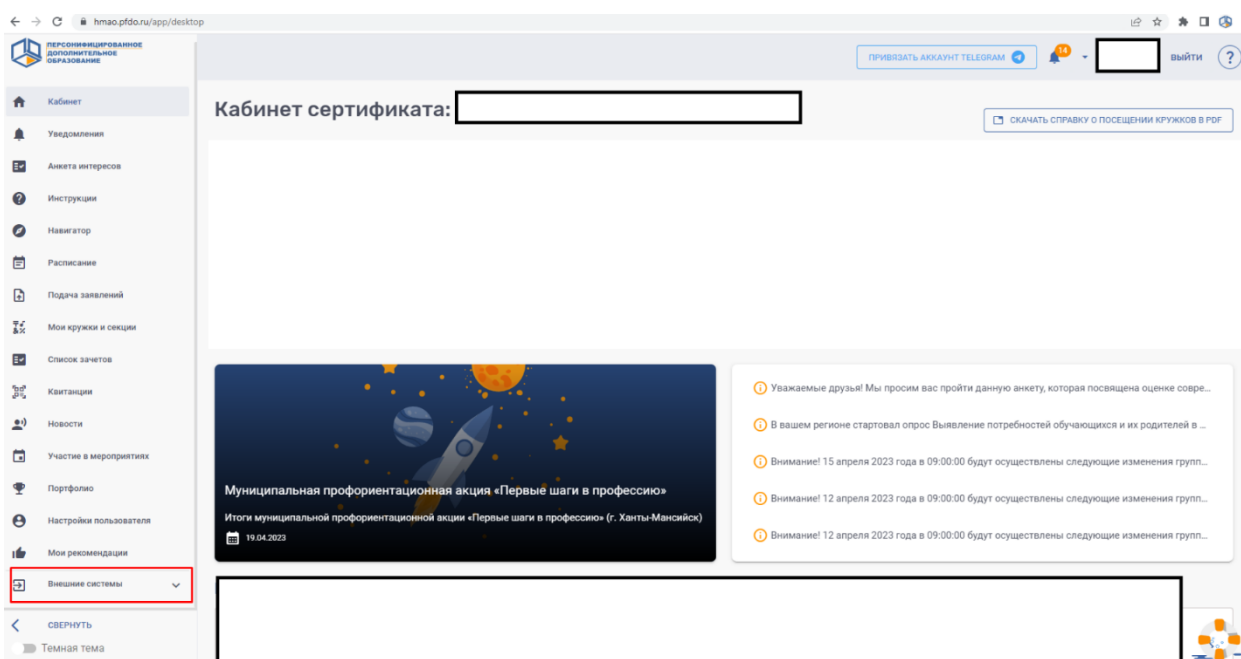 hmao.pfdo.ru/app/desktop
ПЕРСОНИФИЦИРОВАННОЕ
ДОПОЛНИТЕЛЬНОЕ
ОБРАЗОВАНИЕ
ПРИВЯЗАТЬ АККАУНТ TELEGRAM
14
ВЫЙТИ
?
Кабинет
Уведомления
Анкета интересов
Инструкции
Навигатор
Расписание
Подача заявлений
Мои кружки и секции
Список зачетов
Квитанции
Новости
Участие в мероприятиях
Портфолио
Настройки пользователя
Мои рекомендации
Внешние системы
СВЕРНУТЬ
Темная тема
Кабинет сертификата:
СКАЧАТЬ СПРАВКУ О ПОСЕЩЕНИИ КРУЖКОВ В PDF
Муниципальная профориентационная акция «Первые шаги в профессию»
Итоги муниципальной профориентационной акции «Первые шаги в профессию» (г. Ханты-Мансийск)
19.04.2023
Уважаемые друзья! Мы просим вас пройти данную анкету, которая посвящена оценке совре...
В вашем регионе стартовал опрос Выявление потребностей обучающихся и их родителей в ...
Внимание! 15 апреля 2023 года в 09:00:00 будут осуществлены следующие изменения групп...
Внимание! 12 апреля 2023 года в 09:00:00 будут осуществлены следующие изменения групп...
Внимание! 12 апреля 2023 года в 09:00:00 будут осуществлены следующие изменения групп...